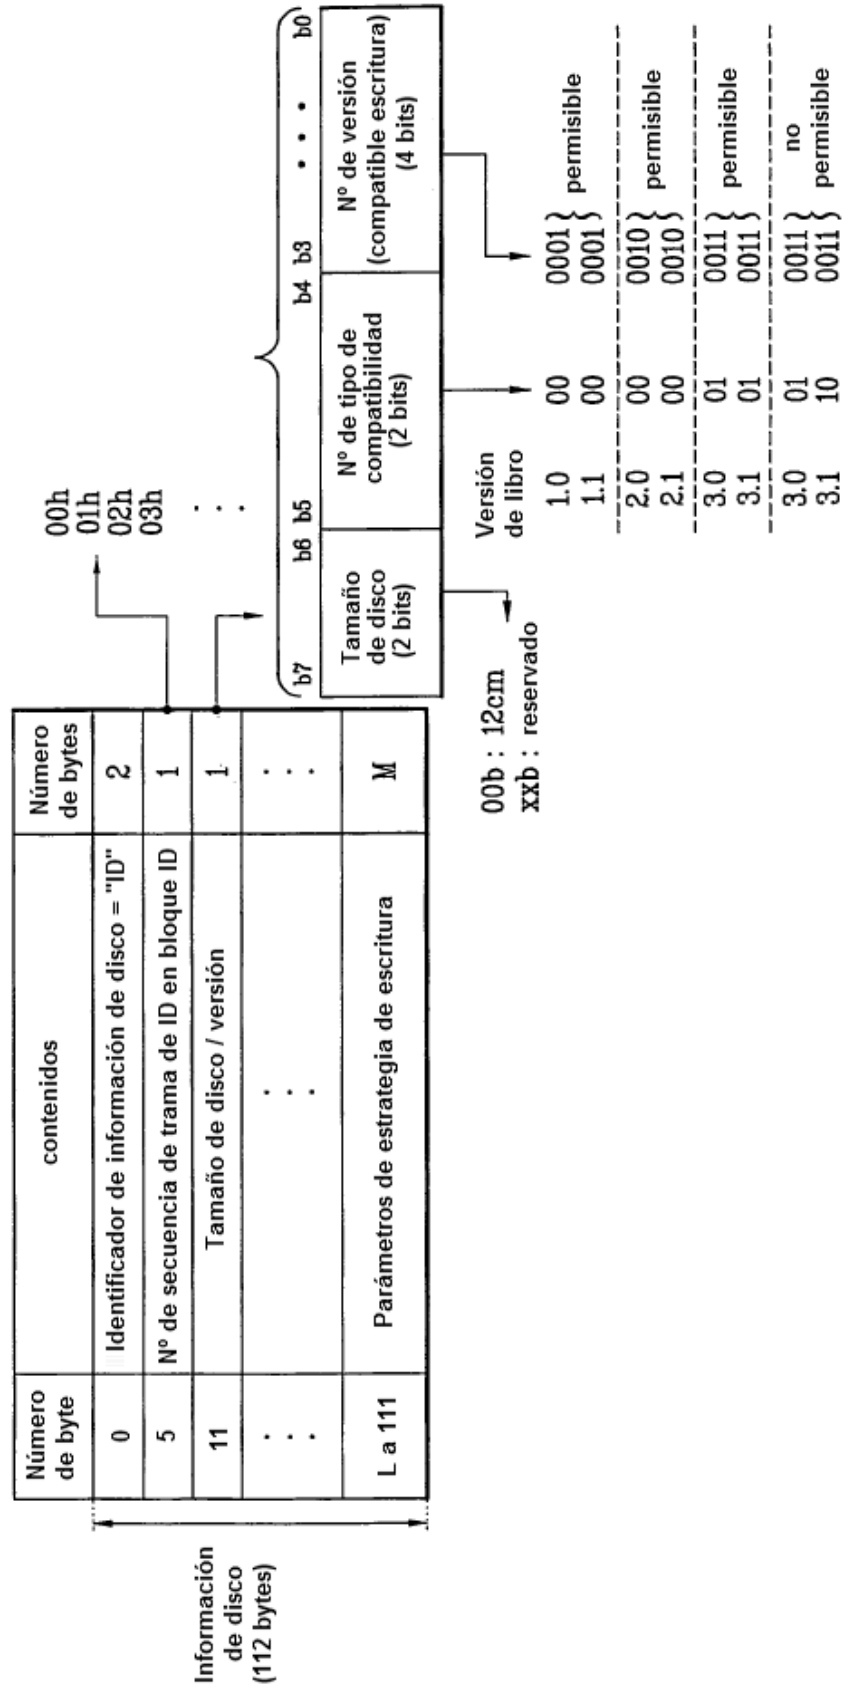 Información
de disco
(112 bytes)
Número
de byte
contenidos
Número
de bytes
0
Identificador de información de disco = "ID"
2
5
Nº de secuencia de trama de ID en bloque ID
1
11
Tamaño de disco / versión
1
L a 111
Parámetros de estrategia de escritura
M
00h
01h
02h
03h
b7
b6
b5
b4
b3
b0
Tamaño
de disco
(2 bits)
Nº de tipo de
compatibilidad
(2 bits)
Nº de versión
(compatible escritura)
(4 bits)
00b : 12cm
xxb : reservado
Versión
de libro
1.0 00 0001 } permisible
1.1 00 0001 }
2.0 00 0010 } permisible
2.1 00 0010 }
3.0 01 0011 } permisible
3.1 01 0011 }
3.0 01 0011 } no
3.1 10 0011 } permisible